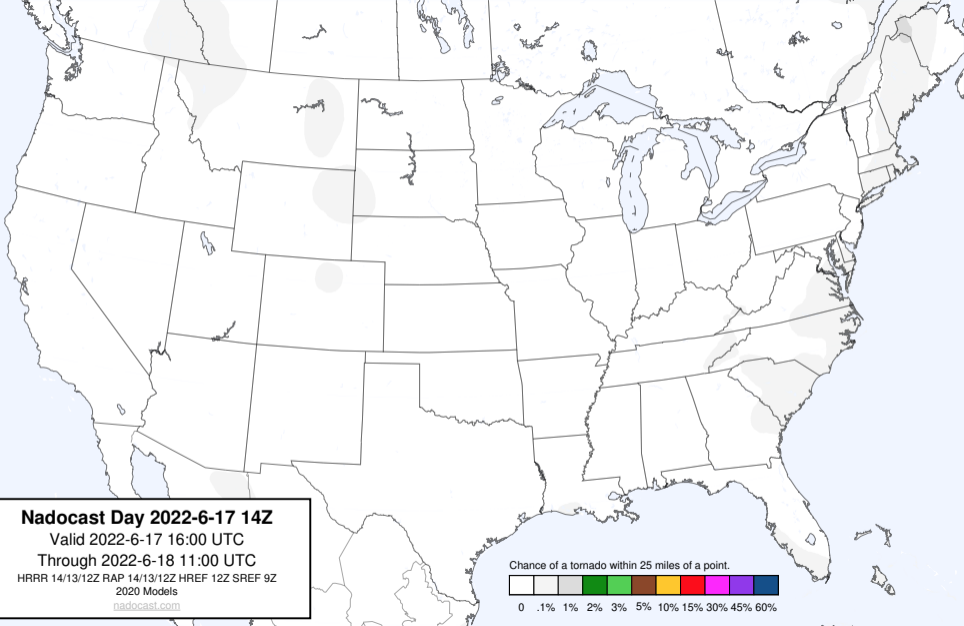 Nadocast Day 2022-6-17 14Z
Valid 2022-6-17 16:00 UTC
Through 2022-6-18 11:00 UTC
HRRR 14/13/12Z RAP 14/13/12Z HREF 12Z SREF 9Z
2020 Models
nadocast.com
Chance of a tornado within 25 miles of a point.
0 .1% 1% 2% 3% 5% 10% 15% 30% 45% 60%